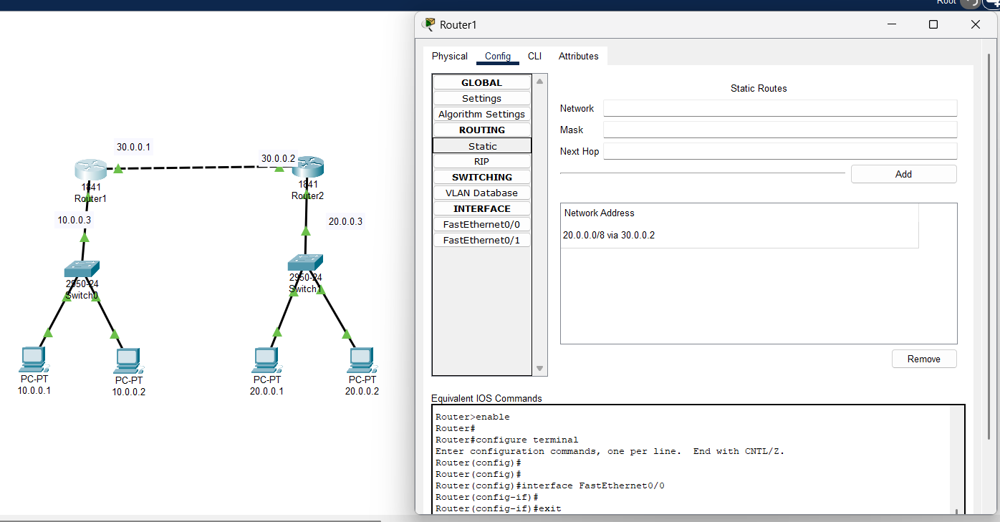 Root
30.0.0.1
30.0.0.2
1841
Router1
1841
Router2
10.0.0.3
20.0.0.3
2950-24
Switch0
2950-24
Switch1
PC-PT
10.0.0.1
PC-PT
10.0.0.2
PC-PT
20.0.0.1
PC-PT
20.0.0.2
Router1
Physical Config CLI Attributes
GLOBAL
Settings
Algorithm Settings
ROUTING
Static
RIP
SWITCHING
VLAN Database
INTERFACE
FastEthernet0/0
FastEthernet0/1
Static Routes
Network
Mask
Next Hop
Add
Network Address
20.0.0.0/8 via 30.0.0.2
Remove
Equivalent IOS Commands
Router>enable
Router#
Router#configure terminal
Enter configuration commands, one per line. End with CNTL/Z.
Router(config)#
Router(config)#
Router(config)#interface FastEthernet0/0
Router(config-if)#
Router(config-if)#exit